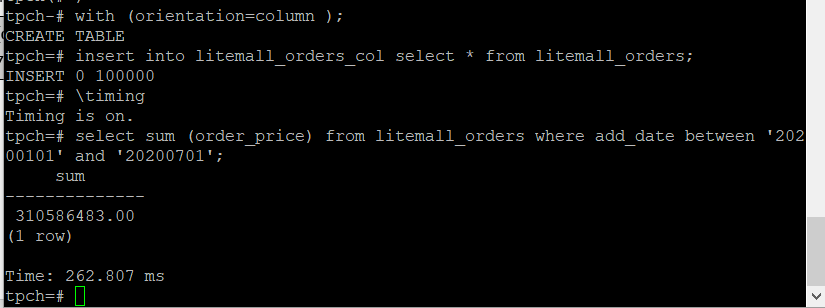 tpch-# with (orientation=column );
CREATE TABLE
tpch=# insert into litemall_orders_col select * from litemall_orders;
INSERT 0 100000
tpch=# \timing
Timing is on.
tpch=# select sum (order_price) from litemall_orders where add_date between '202
00101' and '20200701';
sum
--------------
310586483.00
(1 row)
Time: 262.807 ms
tpch=#